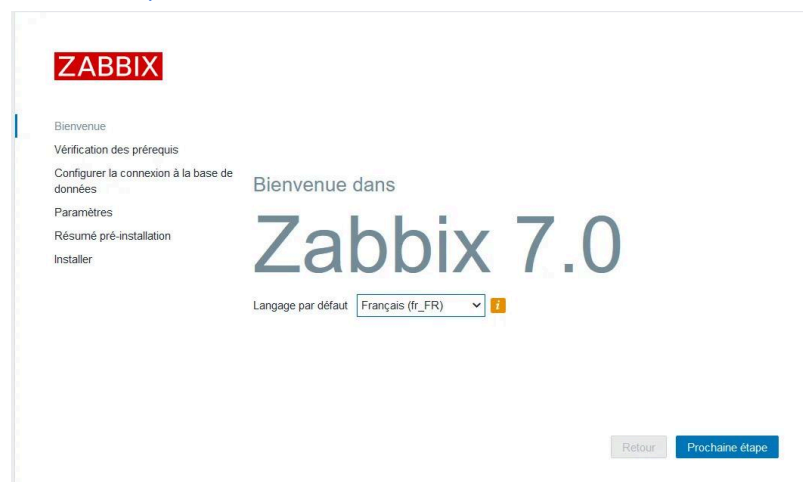 ZABBIX
Bienvenue
Vérification des prérequis
Configurer la connexion à la base de
données
Paramètres
Résumé pré-installation
Installer
Bienvenue dans
Zabbix 7.0
Langage par défaut
Français (fr_FR)
i
Retour
Prochaine étape